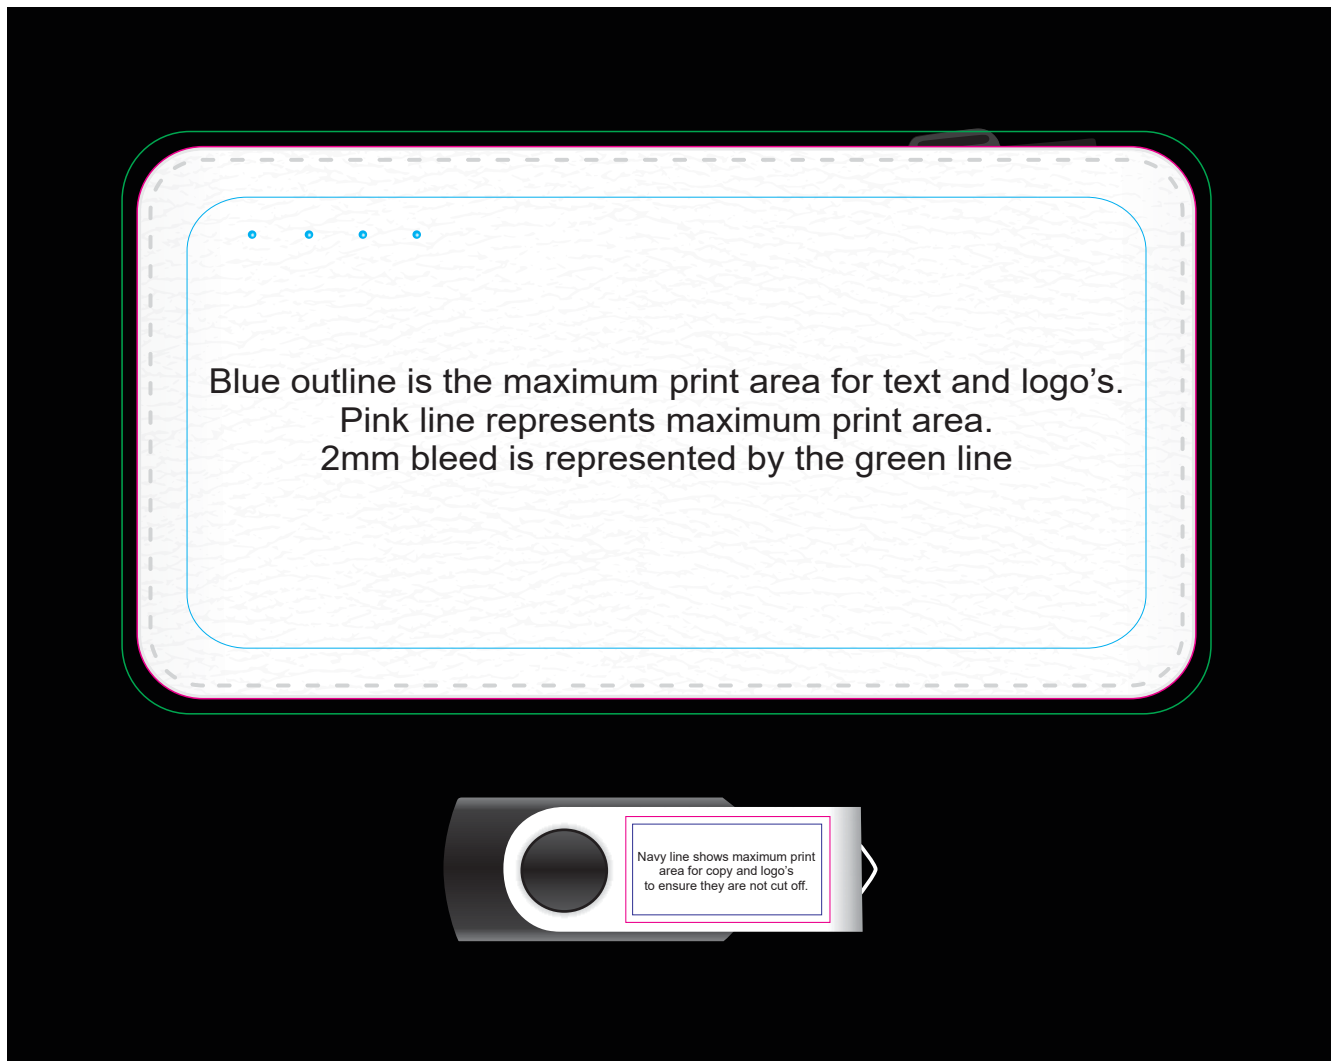 Blue outline is the maximum print area for text and logo’s.
Pink line represents maximum print area.
2mm bleed is represented by the green line
Navy line shows maximum print
area for copy and logo’s
to ensure they are not cut off.